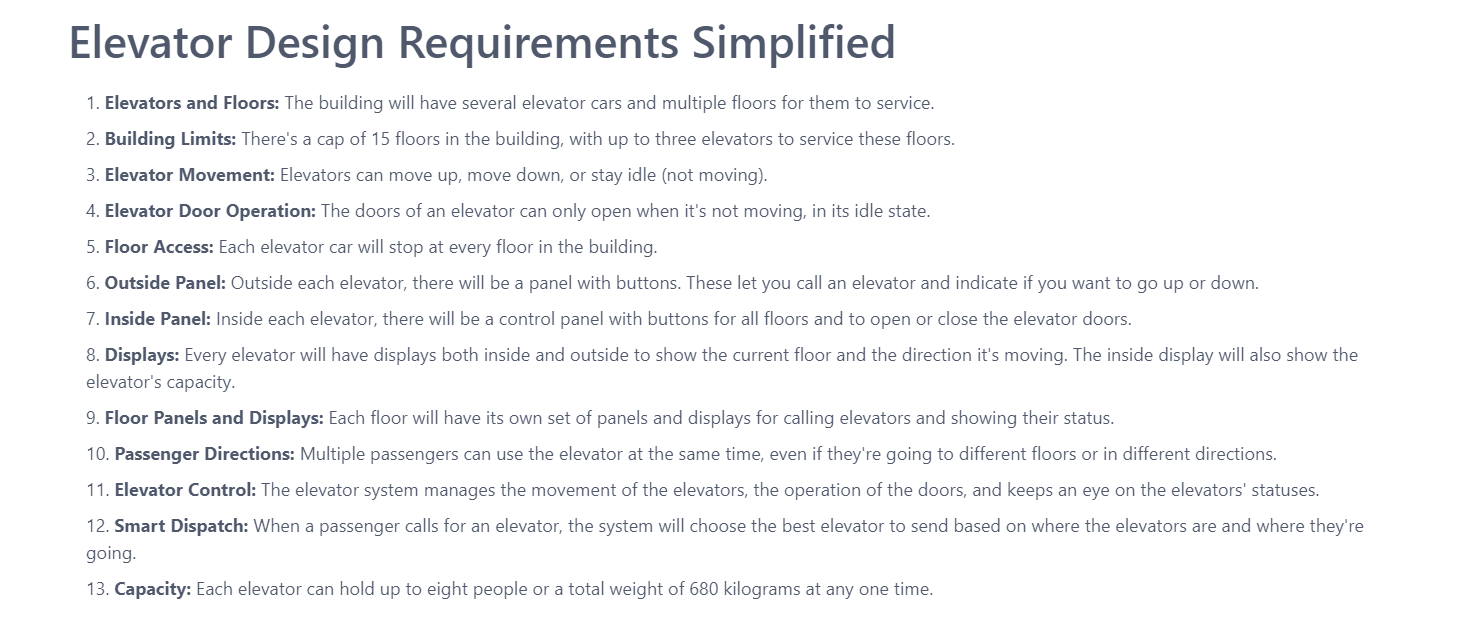 Elevator Design Requirements Simplified
1. Elevators and Floors: The building will have several elevator cars and multiple floors for them to service.
2. Building Limits: There's a cap of 15 floors in the building, with up to three elevators to service these floors.
3. Elevator Movement: Elevators can move up, move down, or stay idle (not moving).
4. Elevator Door Operation: The doors of an elevator can only open when it's not moving, in its idle state.
5. Floor Access: Each elevator car will stop at every floor in the building.
6. Outside Panel: Outside each elevator, there will be a panel with buttons. These let you call an elevator and indicate if you want to go up or down.
7. Inside Panel: Inside each elevator, there will be a control panel with buttons for all floors and to open or close the elevator doors.
8. Displays: Every elevator will have displays both inside and outside to show the current floor and the direction it's moving. The inside display will also show the
elevator's capacity.
9. Floor Panels and Displays: Each floor will have its own set of panels and displays for calling elevators and showing their status.
10. Passenger Directions: Multiple passengers can use the elevator at the same time, even if they're going to different floors or in different directions.
11. Elevator Control: The elevator system manages the movement of the elevators, the operation of the doors, and keeps an eye on the elevators' statuses.
12. Smart Dispatch: When a passenger calls for an elevator, the system will choose the best elevator to send based on where the elevators are and where they're
going.
13. Capacity: Each elevator can hold up to eight people or a total weight of 680 kilograms at any one time.